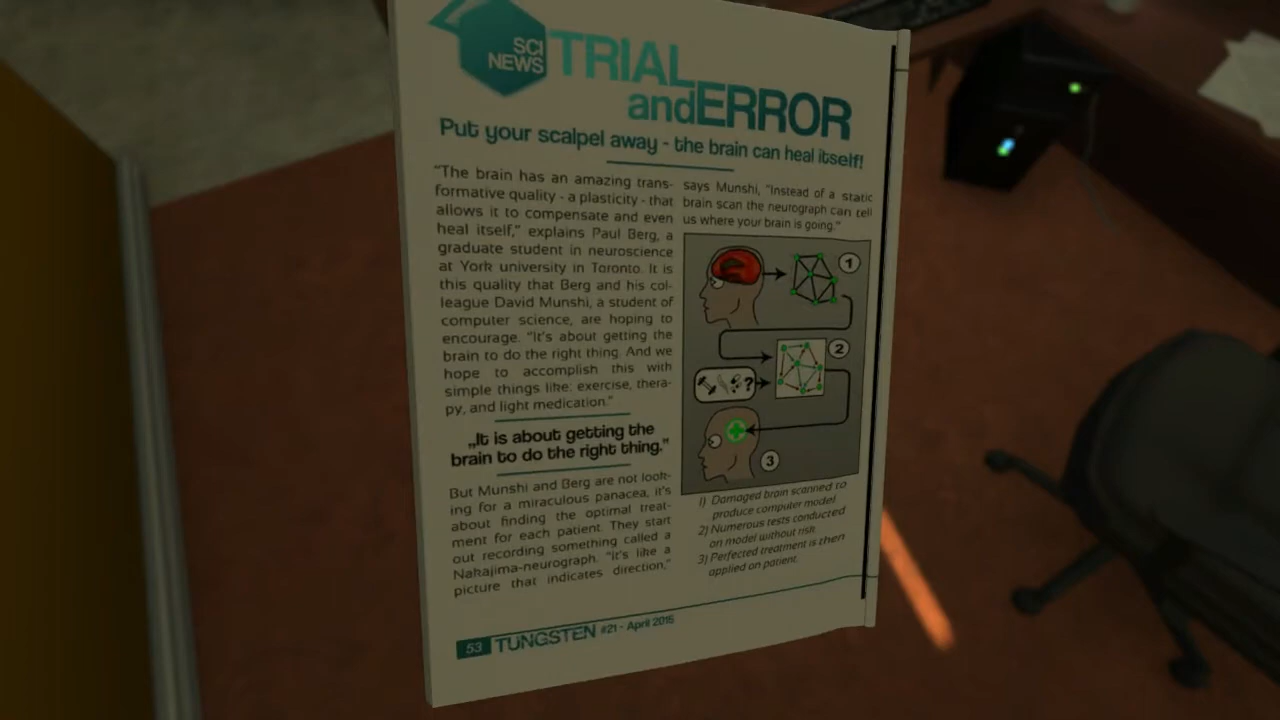 SCI
NEWS
TRIAL
andERROR
Put your scalpel away - the brain can heal itself!
"The brain has an amazing trans-
formative quality - a plasticity - that
allows it to compensate and even
heal itself," explains Paul Berg, a
graduate student in neuroscience
at York university in Toronto. It is
this quality that Berg and his col-
league David Munshi, a student of
computer science, are hoping to
encourage. "It's about getting the
brain to do the right thing. And we
hope to accomplish this with
simple things like: exercise, thera-
py, and light medication."
„It is about getting the
brain to do the right thing."
But Munshi and Berg are not look-
ing for a miraculous panacea, it's
about finding the optimal treat-
ment for each patient. They start
out recording something called a
Nakajima-neurograph. "It's like a
picture that indicates direction,"
says Munshi, "Instead of a static
brain scan the neurograph can tell
us where your brain is going."
1
2
?
3
1) Damaged brain scanned to
produce computer model
2) Numerous tests conducted
on model without risk.
3) Perfected treatment is then
applied on patient.
53 TUNGSTEN #21 - April 2015